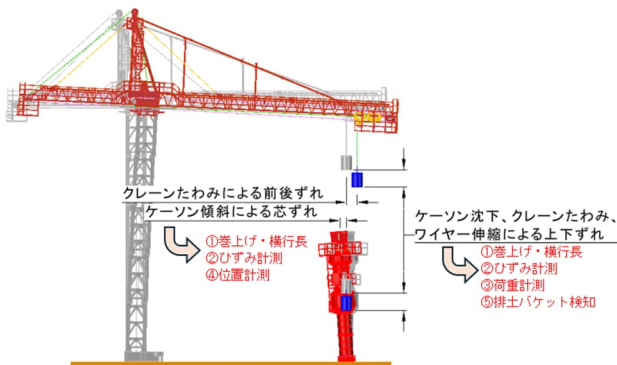 クレーンたわみによる前後ずれ
ケーソン傾斜による芯ずれ
①巻上げ・横行長
②ひずみ計測
④位置計測
ケーソン沈下、クレーンたわみ、
ワイヤー伸縮による上下ずれ
①巻上げ・横行長
②ひずみ計測
③荷重計測
⑤排土バケット検知